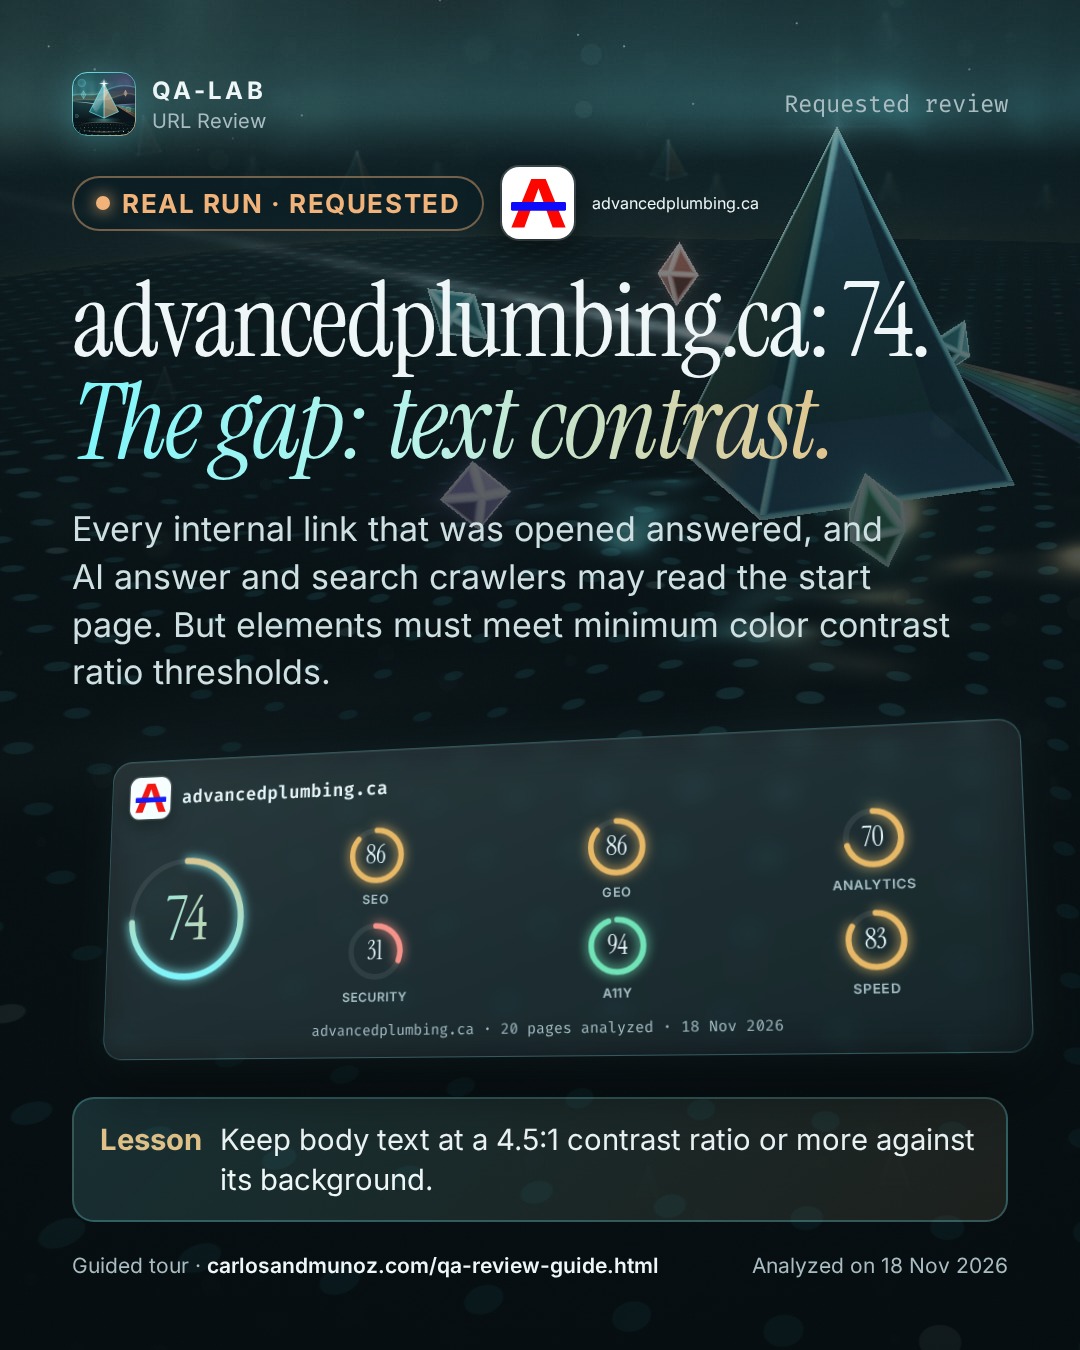 QA-LAB
URL Review
Requested review
REAL RUN · REQUESTED
A
advancedplumbing.ca
advancedplumbing.ca: 74.
The gap: text contrast.
Every internal link that was opened answered, and
AI answer and search crawlers may read the start
page. But elements must meet minimum color contrast
ratio thresholds.
A
advancedplumbing.ca
74
86
SEO
86
GEO
70
ANALYTICS
31
SECURITY
94
A11Y
83
SPEED
advancedplumbing.ca · 20 pages analyzed · 18 Nov 2026
Lesson
Keep body text at a 4.5:1 contrast ratio or more against
its background.
Guided tour · carlosandmunoz.com/qa-review-guide.html
Analyzed on 18 Nov 2026